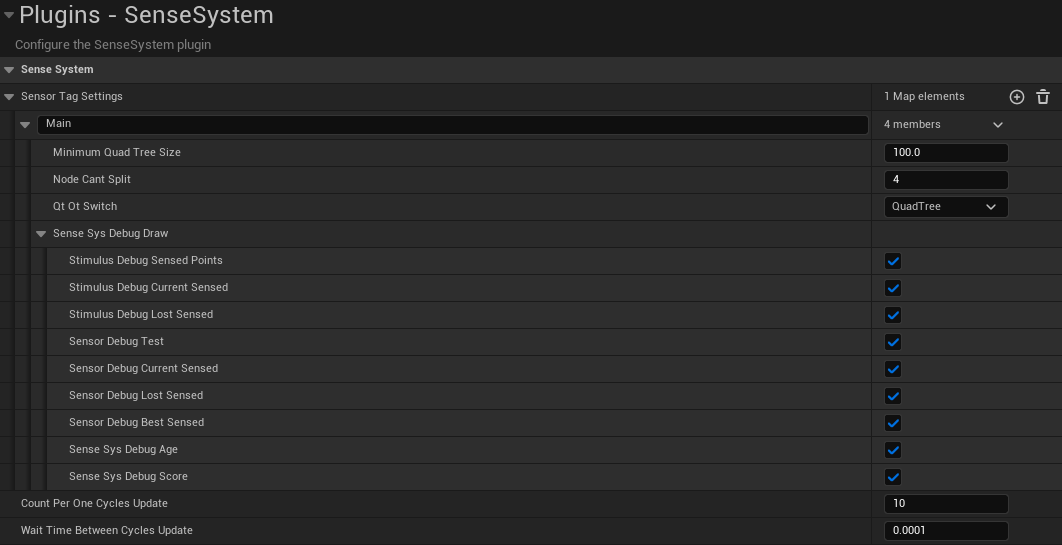 Plugins - SenseSystem
Configure the SenseSystem plugin
Sense System
Sensor Tag Settings 1 Map elements
Main 4 members
Minimum Quad Tree Size 100.0
Node Cant Split 4
Qt Ot Switch QuadTree
Sense Sys Debug Draw
Stimulus Debug Sensed Points
Stimulus Debug Current Sensed
Stimulus Debug Lost Sensed
Sensor Debug Test
Sensor Debug Current Sensed
Sensor Debug Lost Sensed
Sensor Debug Best Sensed
Sense Sys Debug Age
Sense Sys Debug Score
Count Per One Cycles Update 10
Wait Time Between Cycles Update 0.0001